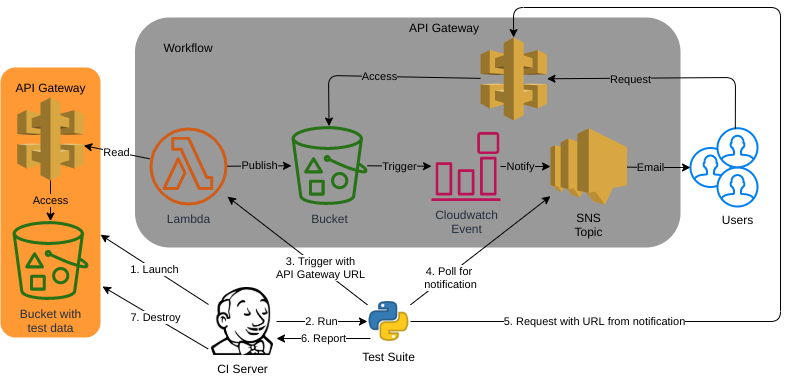 API Gateway
Workflow
API Gateway
Access
Request
Read
Publish
Trigger
Notify
Email
Access
Lambda
Bucket
Cloudwatch
Event
SNS
Topic
Users
Bucket with
test data
1. Launch
3. Trigger with
API Gateway URL
4. Poll for
notification
7. Destroy
2. Run
5. Request with URL from notification
6. Report
CI Server
Test Suite